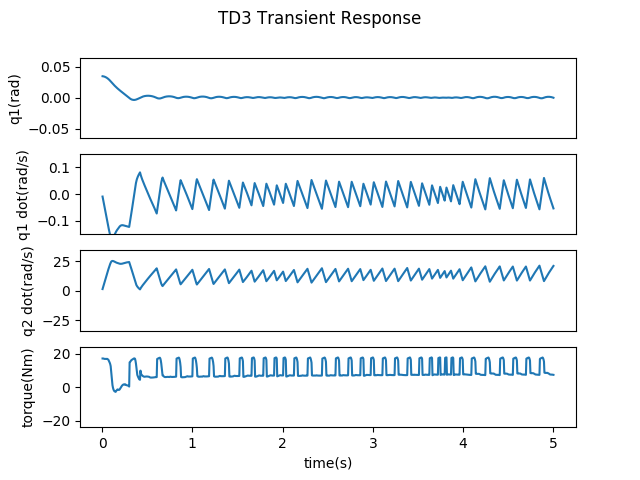 TD3 Transient Response
q1(rad)
0.05
0.00
−0.05
q1 dot(rad/s)
0.1
0.0
−0.1
q2 dot(rad/s)
25
0
−25
torque(Nm)
20
0
−20
0 1 2 3 4 5
time(s)